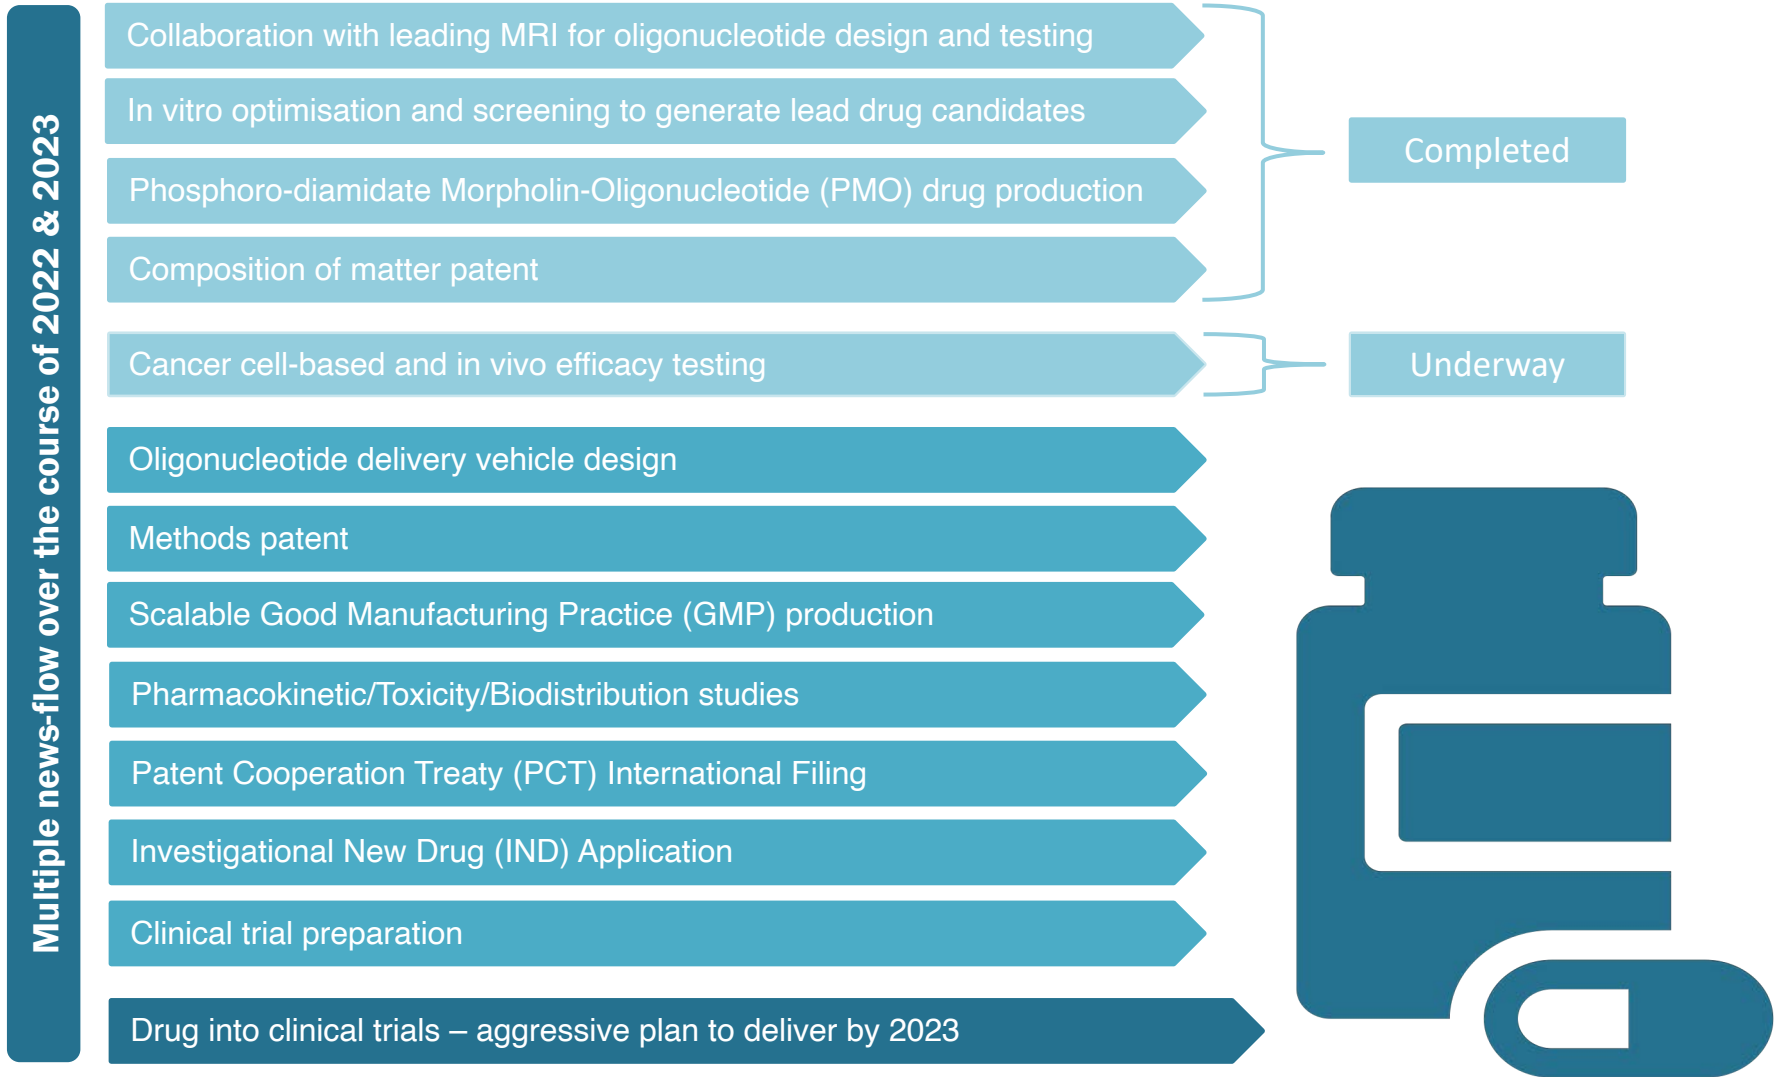 Multiple news-flow over the course of 2022 & 2023
Collaboration with leading MRI for oligonucleotide design and testing
In vitro optimisation and screening to generate lead drug candidates
Phosphoro-diamidate Morpholin-Oligonucleotide (PMO) drug production
Composition of matter patent
Completed
Cancer cell-based and in vivo efficacy testing
Underway
Oligonucleotide delivery vehicle design
Methods patent
Scalable Good Manufacturing Practice (GMP) production
Pharmacokinetic/Toxicity/Biodistribution studies
Patent Cooperation Treaty (PCT) International Filing
Investigational New Drug (IND) Application
Clinical trial preparation
Drug into clinical trials – aggressive plan to deliver by 2023